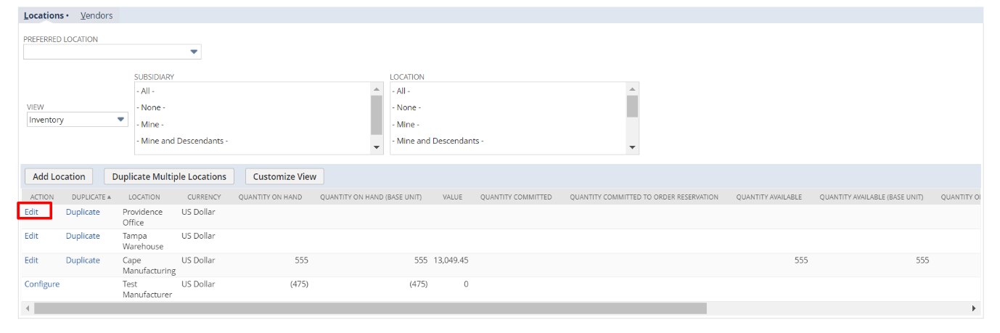 Locations • Vendors
PREFERRED LOCATION
SUBSIDIARY LOCATION
- All - - All -
VIEW - None - - None -
Inventory - Mine - - Mine -
- Mine and Descendants - - Mine and Descendants -
Add Location Duplicate Multiple Locations Customize View
ACTION DUPLICATE LOCATION CURRENCY QUANTITY ON HAND QUANTITY ON HAND (BASE UNIT) VALUE QUANTITY COMMITTED QUANTITY COMMITTED TO ORDER RESERVATION QUANTITY AVAILABLE QUANTITY AVAILABLE (BASE UNIT) QUANTITY
Edit Duplicate Providence US Dollar
Office
Edit Duplicate Tampa US Dollar
Warehouse
Edit Duplicate Cape US Dollar 555 555 13,049.45 555 555
Manufacturing
Configure Test US Dollar (475) (475) 0
Manufacturer